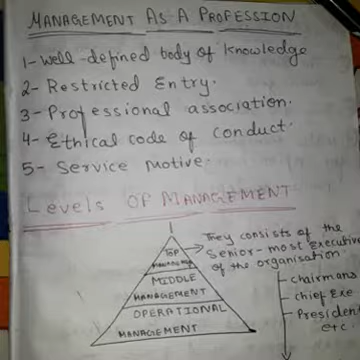 MANAGEMENT AS A PROFESSION
1- Well-defined body of knowledge
2- Restricted Entry.
3- Professional association.
4- Ethical code of conduct.
5- Service Motive.
Levels OF MANAGEMENT
TOP
MANAGEMENT
MIDDLE
MANAGEMENT
OPERATIONAL
MANAGEMENT
They consists of the
Senior-most Executive
of the organisation.
- Chairmans
- Chief Exe
- President
etc.